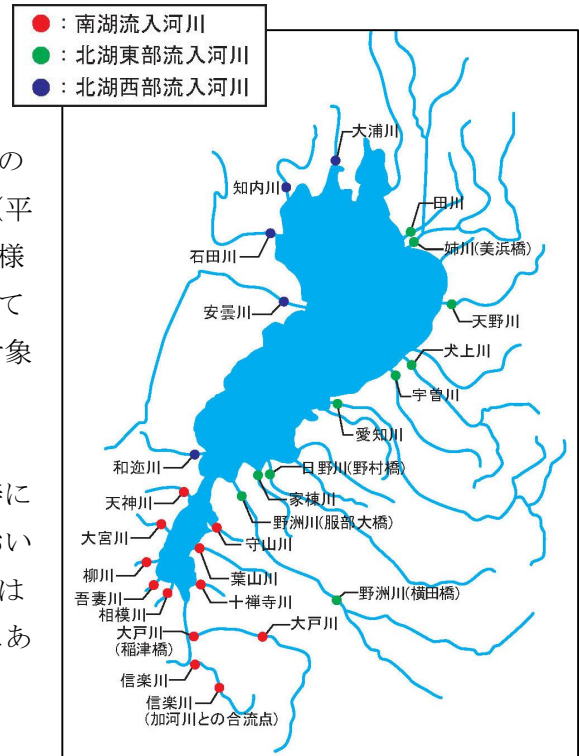 ● : 南湖流入河川
● : 北湖東部流入河川
● : 北湖西部流入河川
の
(平
様
て
象
に
い
は
あ
大浦川
知内川
田川
姉川(美浜橋)
石田川
安曇川
天野川
犬上川
宇曽川
愛知川
和迩川
日野川(野村橋)
天神川
家棟川
野洲川(服部大橋)
大宮川
守山川
柳川
葉山川
野洲川(横田橋)
吾妻川
十禅寺川
相模川
大戸川
(稲津橋)
大戸川
信楽川
信楽川
(加河川との合流点)